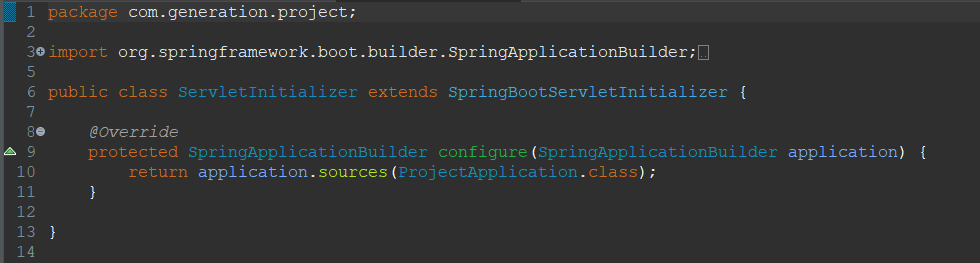 1 package com.generation.project;
2
3 import org.springframework.boot.builder.SpringApplicationBuilder;
5
6 public class ServletInitializer extends SpringBootServletInitializer {
7
8     @Override
9     protected SpringApplicationBuilder configure(SpringApplicationBuilder application) {
10         return application.sources(ProjectApplication.class);
11     }
12
13 }
14